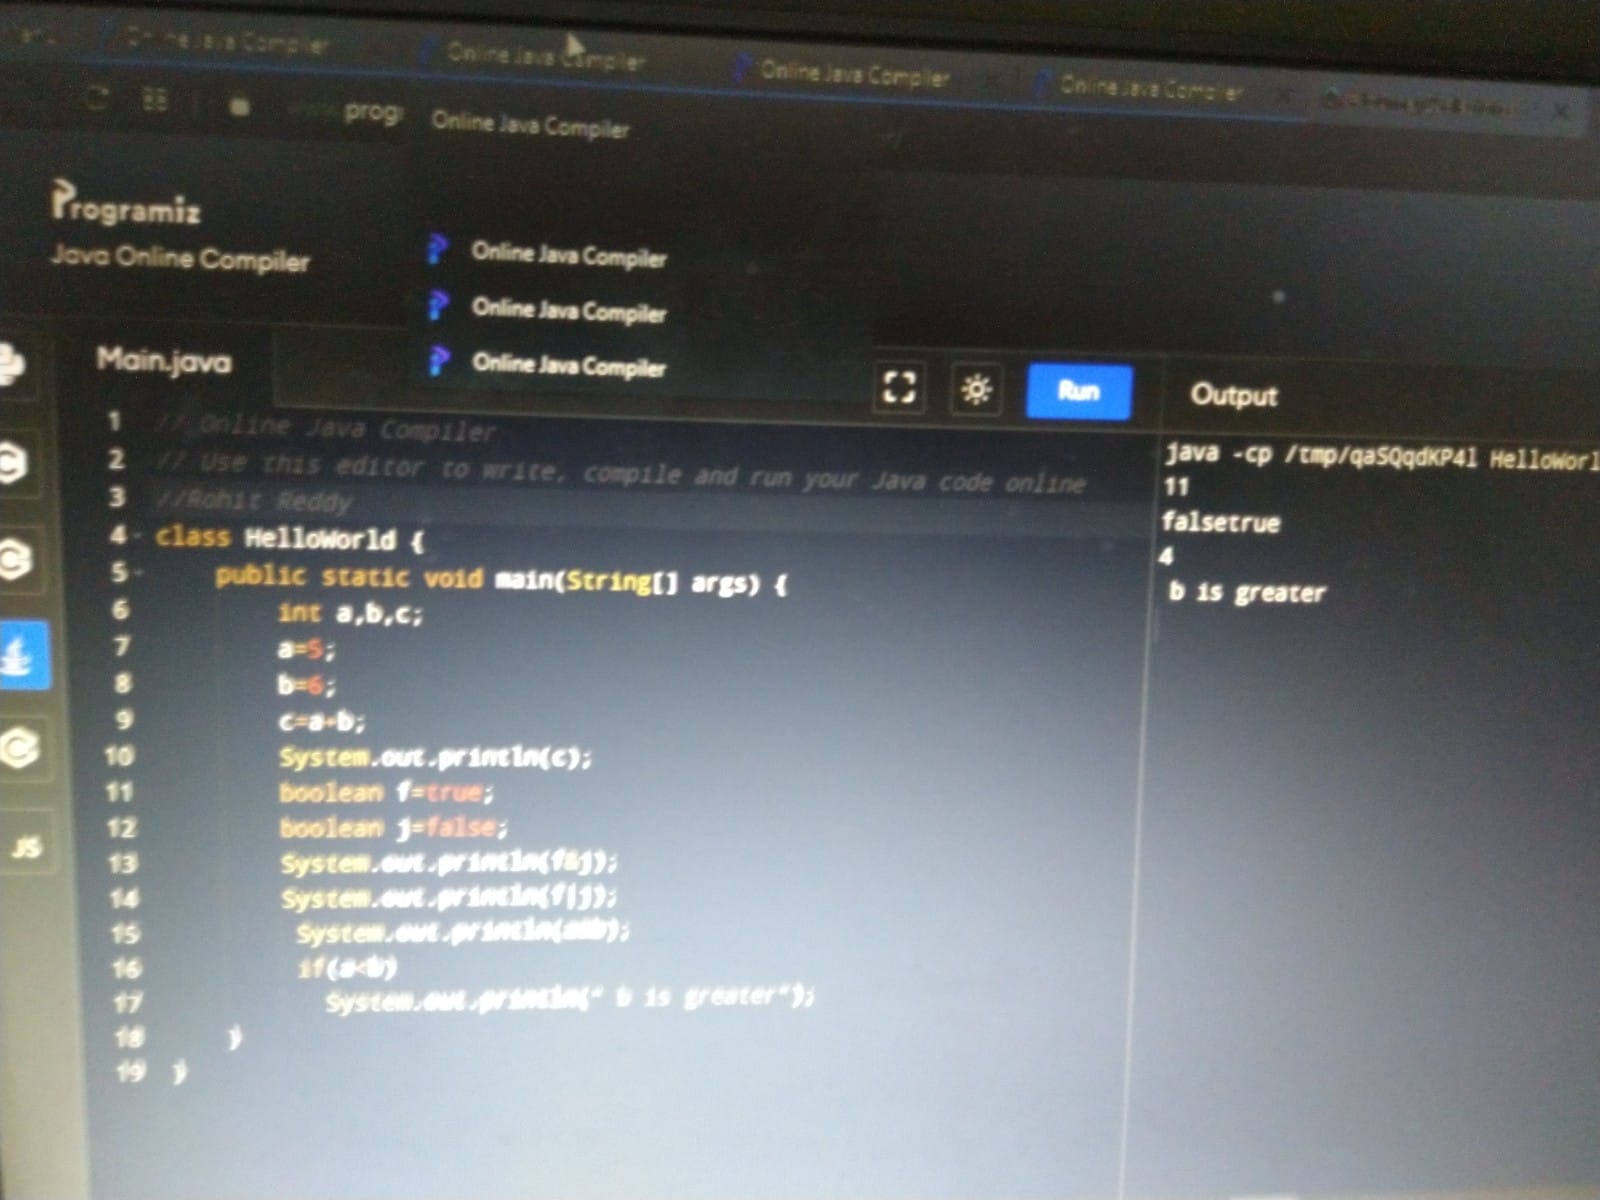 Online Java Compiler
Online Java Compiler
Online Java Compiler
Online Java Compiler
prog
Online Java Compiler
Programiz
Java Online Compiler
Online Java Compiler
Online Java Compiler
Online Java Compiler
Main.java
Run
Output
1 // Online Java Compiler
2 // Use this editor to write, compile and run your Java code online
3 //Rohit Reddy
4 class HelloWorld {
5 public static void main(String[] args) {
6 int a,b,c;
7 a=5;
8 b=6;
9 c=a+b;
10 System.out.println(c);
11 boolean f=true;
12 boolean j=false;
13 System.out.println(f&j);
14 System.out.println(f|j);
15 System.out.println(a&b);
16 if(a<b)
17 System.out.println(" b is greater");
18 }
19 }
JS
java -cp /tmp/qaSQqdKP4l HelloWorl
11
falsetrue
4
b is greater